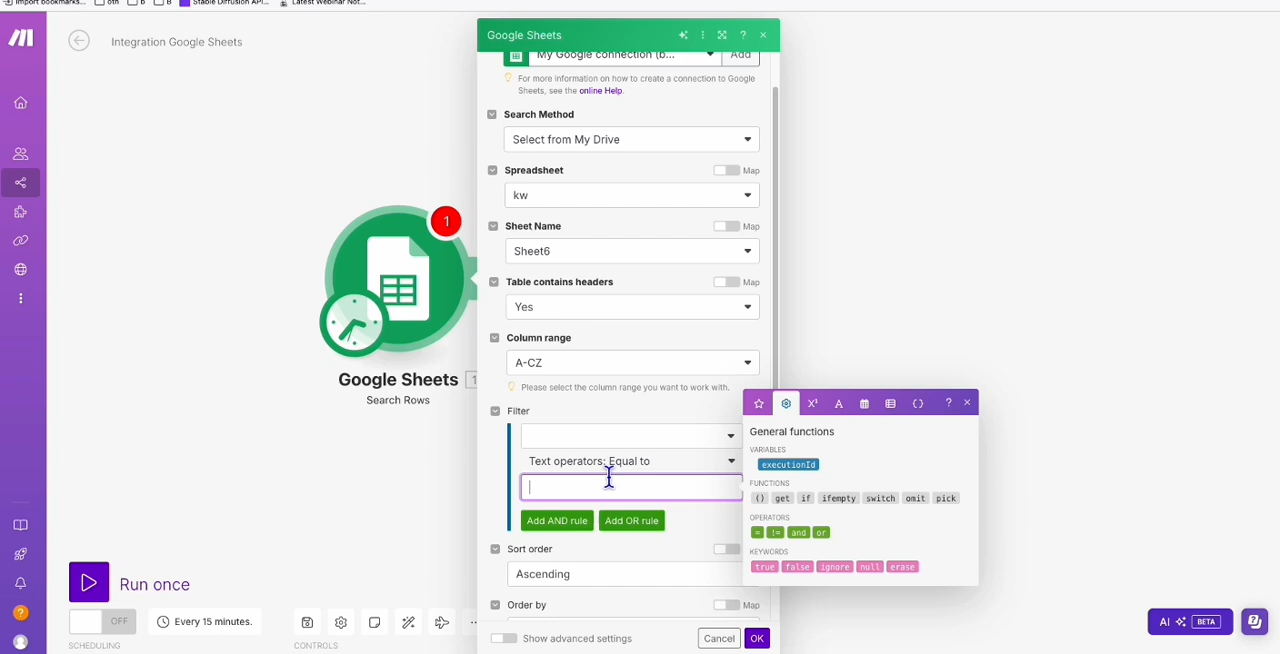 Import bookmarks...
oth
b
B
Stable Diffusion API...
Latest Webinar Not...
Integration Google Sheets
Google Sheets
?
My Google connection (b...
Add
For more information on how to create a connection to Google
Sheets, see the online Help.
Search Method
Select from My Drive
Spreadsheet
Map
kw
Sheet Name
Map
Sheet6
Table contains headers
Map
Yes
Column range
A-CZ
Please select the column range you want to work with.
Filter
Text operators: Equal to
Add AND rule
Add OR rule
Sort order
Ascending
Order by
Map
Show advanced settings
Cancel
OK
1
Google Sheets
1
Search Rows
General functions
VARIABLES
executionId
FUNCTIONS
() get if ifempty switch omit pick
OPERATORS
= != and or
KEYWORDS
true false ignore null erase
Run once
OFF
Every 15 minutes.
SCHEDULING
CONTROLS
AI BETA